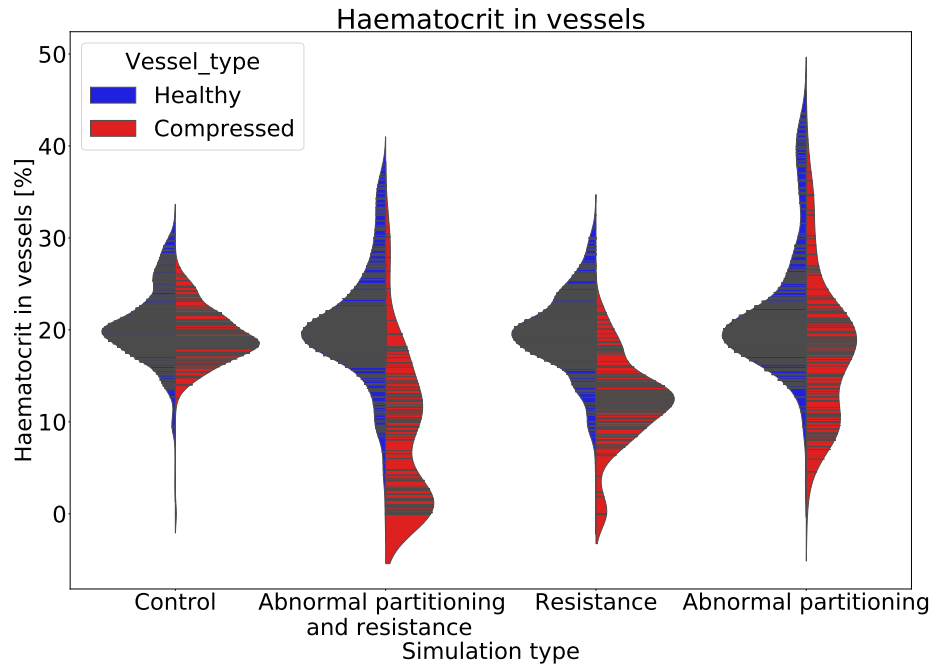 Haematocrit in vessels
Vessel_type
Healthy
Compressed
Haematocrit in vessels [%]
50
40
30
20
10
0
Control
Abnormal partitioning
and resistance
Resistance
Abnormal partitioning
Simulation type